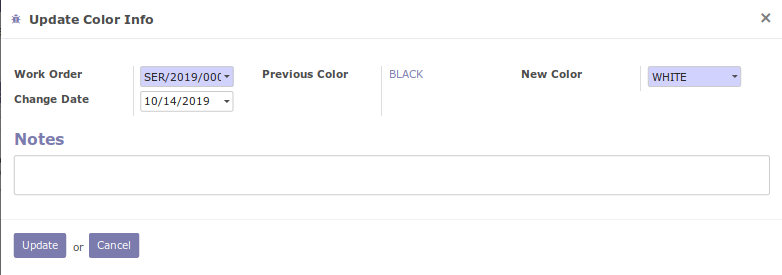 Update Color Info
×
Work Order SER/2019/000 Previous Color BLACK New Color WHITE
Change Date 10/14/2019
Notes
Update or Cancel